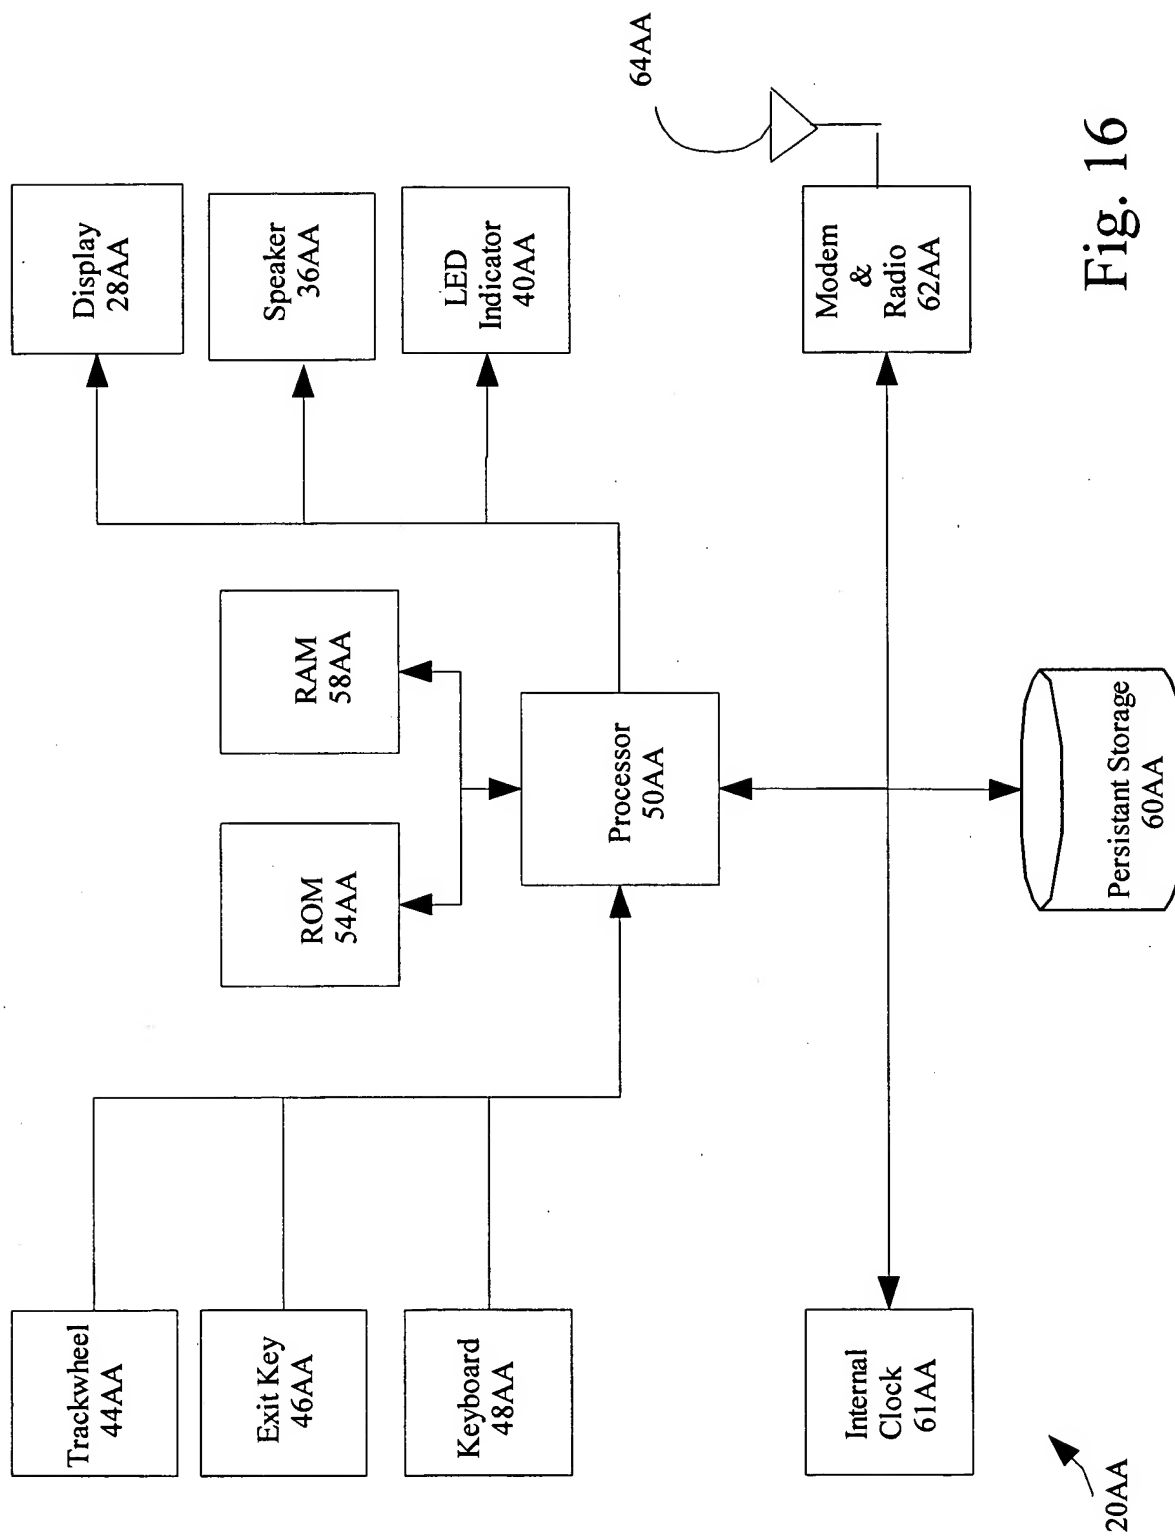 Trackwheel
44AA
Exit Key
46AA
Keyboard
48AA
ROM
54AA
RAM
58AA
Processor
50AA
Display
28AA
Speaker
36AA
LED
Indicator
40AA
Internal
Clock
61AA
Persistant Storage
60AA
Modem
&
Radio
62AA
64AA
20AA
Fig. 16